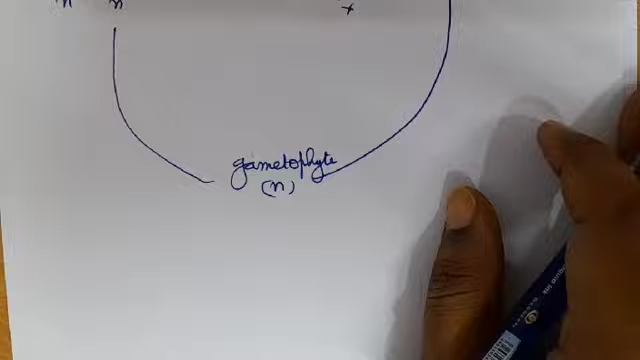 n n
+
gametophyte
(n)